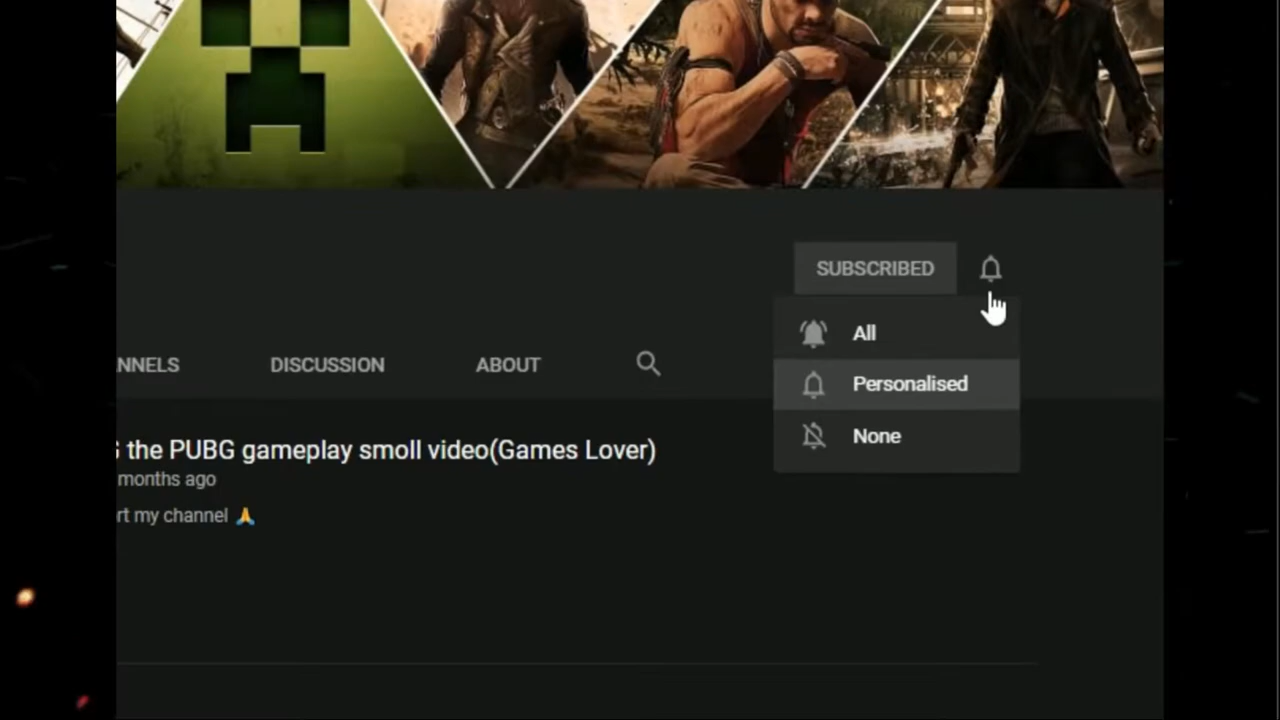 SUBSCRIBED
All
Personalised
None
NNELS DISCUSSION ABOUT
the PUBG gameplay smoll video(Games Lover)
months ago
rt my channel 🙏